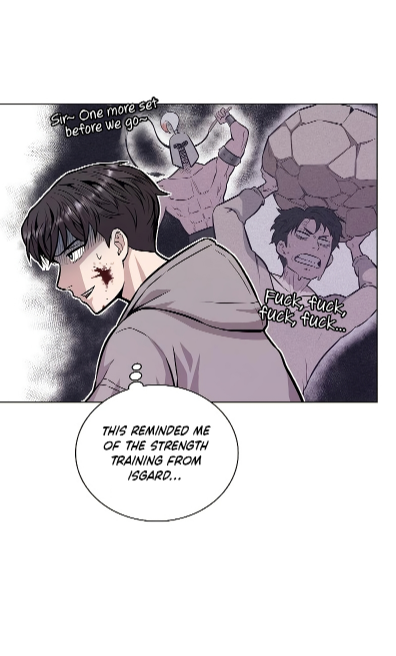 Sir~ One more set
before we go~
Fuck, fuck,
fuck, fuck...
THIS REMINDED ME
OF THE STRENGTH
TRAINING FROM
ISGARD...